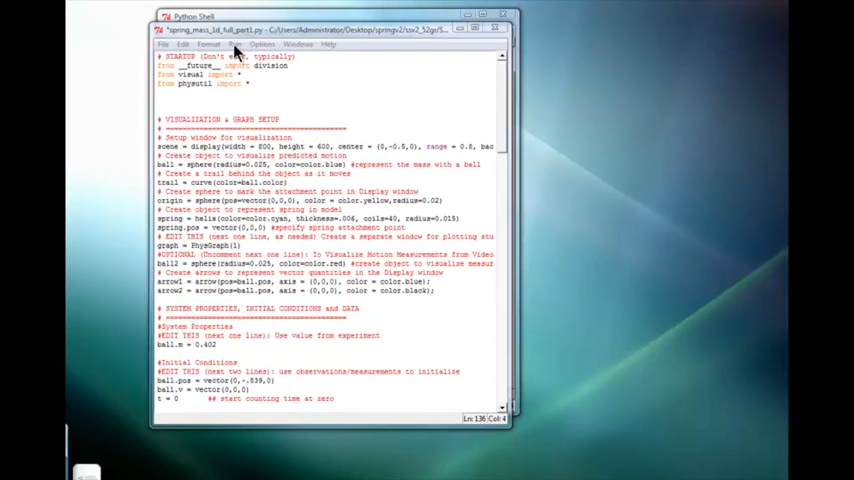 Python Shell
*spring_mass_1d_full_part1.py - C:/Users/Administrator/Desktop/springv2/ssv2_52gr/S...
File Edit Format Run Options Windows Help
# STARTUP (Don't edit, typically)
from __future__ import division
from visual import *
from physutil import *
# VISUALIZATION & GRAPH SETUP
# ===========================================
# Setup window for visualization
scene = display(width = 800, height = 600, center = (0,-0.5,0), range = 0.8, bac
# Create object to visualize predicted motion
ball = sphere(radius=0.025, color=color.blue) #represent the mass with a ball
# Create a trail behind the object as it moves
trail = curve(color=ball.color)
# Create sphere to mark the attachment point in Display window
origin = sphere(pos=vector(0,0,0), color = color.yellow,radius=0.02)
# Create object to represent spring in model
spring = helix(color=color.cyan, thickness=.006, coils=40, radius=0.015)
spring.pos = vector(0,0,0) #specify spring attachment point
# EDIT THIS (next one line, as needed) Create a separate window for plotting stu
graph = PhysGraph(1)
#OPTIONAL (Uncomment next one line): To Visualize Motion Measurements from Video
ball2 = sphere(radius=0.025, color=color.red) #create object to visualize measur
# Create arrows to represent vector quantities in the Display window
arrow1 = arrow(pos=ball.pos, axis = (0,0,0), color = color.blue);
arrow2 = arrow(pos=ball.pos, axis = (0,0,0), color = color.black);
# SYSTEM PROPERTIES, INITIAL CONDITIONS and DATA
# ==============================================
#System Properties
#EDIT THIS (next one line): Use value from experiment
ball.m = 0.402
#Initial Conditions
#EDIT THIS (next two lines): use observations/measurements to initialize
ball.pos = vector(0,-.839,0)
ball.v = vector(0,0,0)
t = 0 ## start counting time at zero
Ln: 136 Col: 4